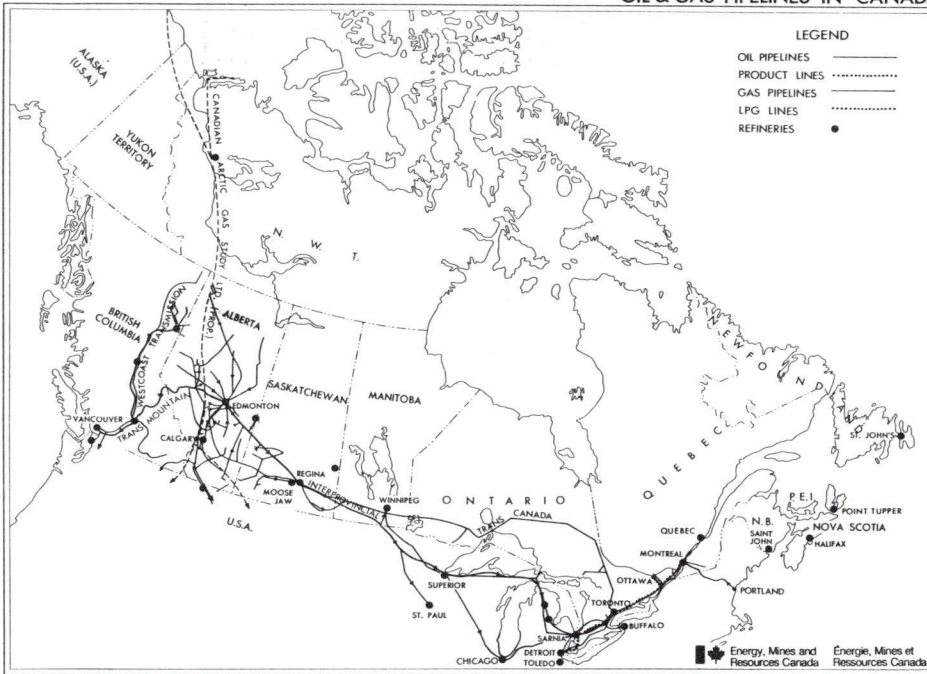 OIL & GAS PIPELINES IN CANADA
LEGEND
OIL PIPELINES
PRODUCT LINES
GAS PIPELINES
LPG LINES
REFINERIES
ALASKA
(U.S.A.)
YUKON
TERRITORY
CANADIAN ARCTIC GAS STUDY LTD. (PROP.)
N. W. T.
BRITISH
COLUMBIA
WESTCOAST TRANSMISSION
ALBERTA
SASKATCHEWAN
MANITOBA
EDMONTON
VANCOUVER
TRANS MOUNTAIN
CALGARY
REGINA
MOOSE
JAW
INTERPROVINCIAL
WINNIPEG
U.S.A.
ONTARIO
TRANS CANADA
QUEBEC
NEWFOUNDLAND
ST. JOHN'S
P.E.I.
POINT TUPPER
N.B.
SAINT
JOHN
NOVA SCOTIA
HALIFAX
QUEBEC
MONTREAL
OTTAWA
PORTLAND
TORONTO
BUFFALO
SUPERIOR
ST. PAUL
SARNIA
DETROIT
TOLEDO
CHICAGO
Energy, Mines and
Resources Canada
Énergie, Mines et
Ressources Canada